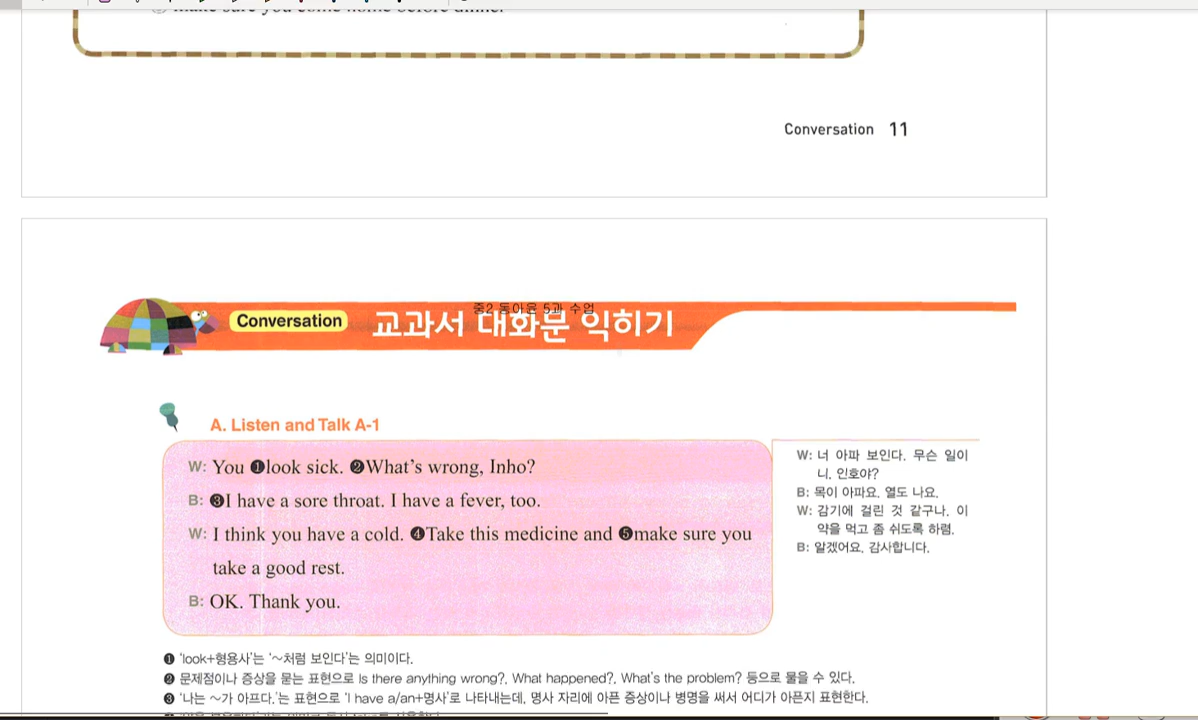 make sure you come home before dinner.
Conversation 11
중2 동아윤 5과 수업
Conversation 교과서 대화문 익히기
A. Listen and Talk A-1
W: You ❶look sick. ❷What's wrong, Inho?
B: ❸I have a sore throat. I have a fever, too.
W: I think you have a cold. ❹Take this medicine and ❺make sure you
take a good rest.
B: OK. Thank you.
W: 너 아파 보인다. 무슨 일이
니, 인호야?
B: 목이 아파요. 열도 나요.
W: 감기에 걸린 것 같구나. 이
약을 먹고 좀 쉬도록 하렴.
B: 알겠어요. 감사합니다.
❶ 'look+형용사'는 '~처럼 보인다'는 의미이다.
❷ 문제점이나 증상을 묻는 표현으로 Is there anything wrong?, What happened?, What's the problem? 등으로 물을 수 있다.
❸ '나는 ~가 아프다.'는 표현으로 'I have a/an+명사'로 나타내는데, 명사 자리에 아픈 증상이나 병명을 써서 어디가 아픈지 표현한다.